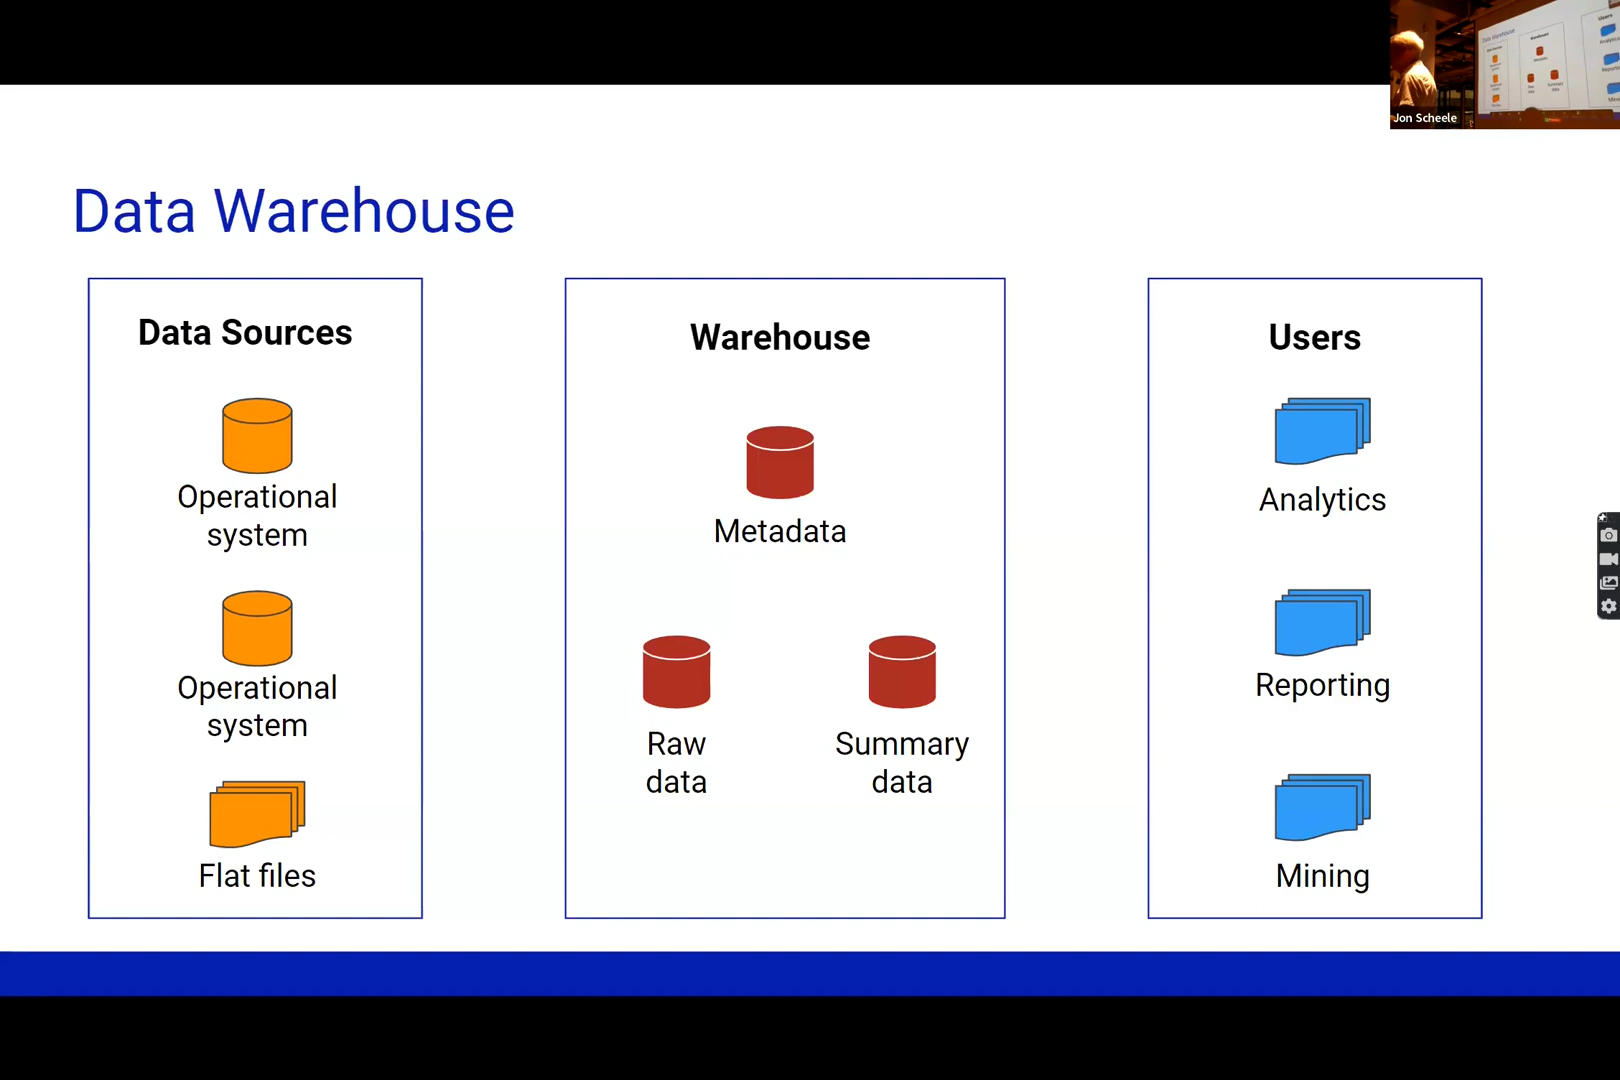 Jon Scheele
Data Warehouse
Data Sources
Operational
system
Operational
system
Flat files
Warehouse
Metadata
Raw
data
Summary
data
Users
Analytics
Reporting
Mining